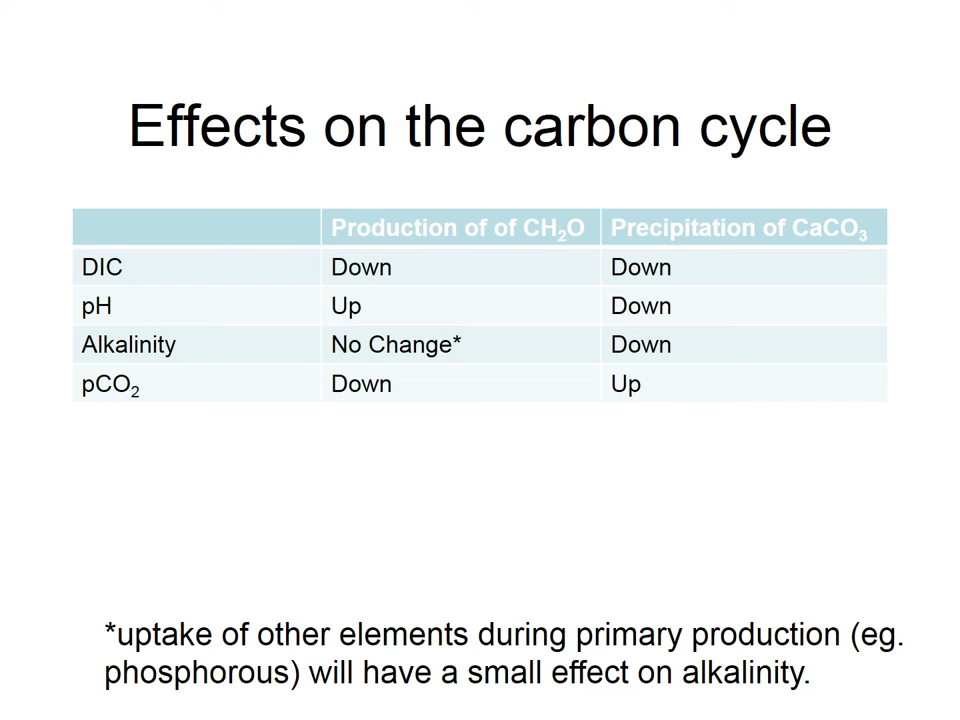 Effects on the carbon cycle
Production of of CH₂O Precipitation of CaCO₃
DIC Down Down
pH Up Down
Alkalinity No Change* Down
pCO₂ Down Up
*uptake of other elements during primary production (eg.
phosphorous) will have a small effect on alkalinity.